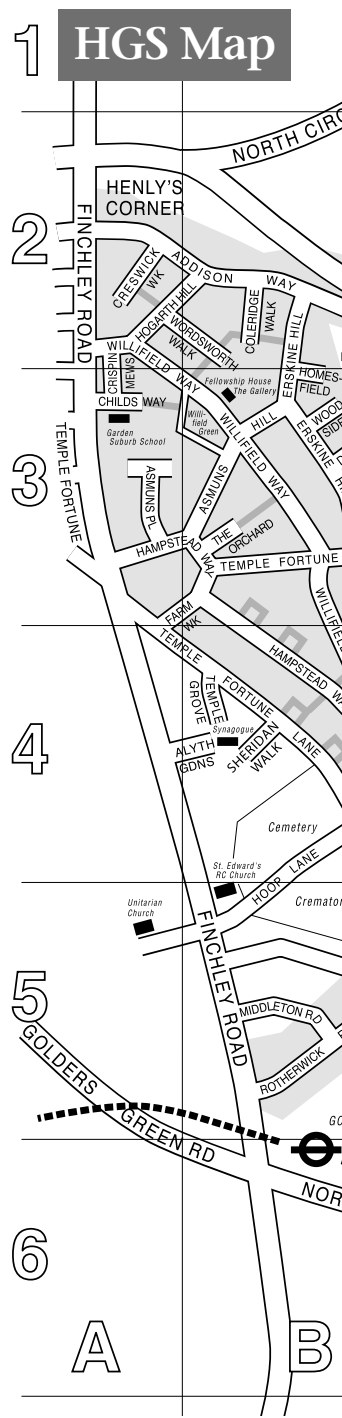 1
HGS Map
NORTH CIRC
HENLY'S
CORNER
2
FINCHLEY ROAD
CRESWICK
WK
ADDISON WAY
HOGARTH HILL
WORDSWORTH
WALK
COLERIDGE
WALK
ERSKINE HILL
WILLIFIELD WAY
CRISPIN
MEWS
Fellowship House
The Gallery
HOMES-
FIELD
CHILDS WAY
Garden
Suburb School
Willi-
field
Green
WILLIFIELD WAY
HILL
WOOD
SIDE
ERSKINE
3
TEMPLE FORTUNE
ASMUNS PL
ASMUNS
HAMPSTEAD WAY
THE
ORCHARD
TEMPLE FORTUNE
WILLIFIEL
FARM
WK
HAMPSTEAD WA
TEMPLE FORTUNE LANE
4
TEMPLE
GROVE
Synagogue
ALYTH
GDNS
SHERIDAN
WALK
Cemetery
St. Edward's
RC Church
HOOP LANE
Unitarian
Church
Cremator
FINCHLEY ROAD
5
MIDDLETON RD
ROTHERWICK
GOLDERS GREEN RD
GO
NOR
6
A
B